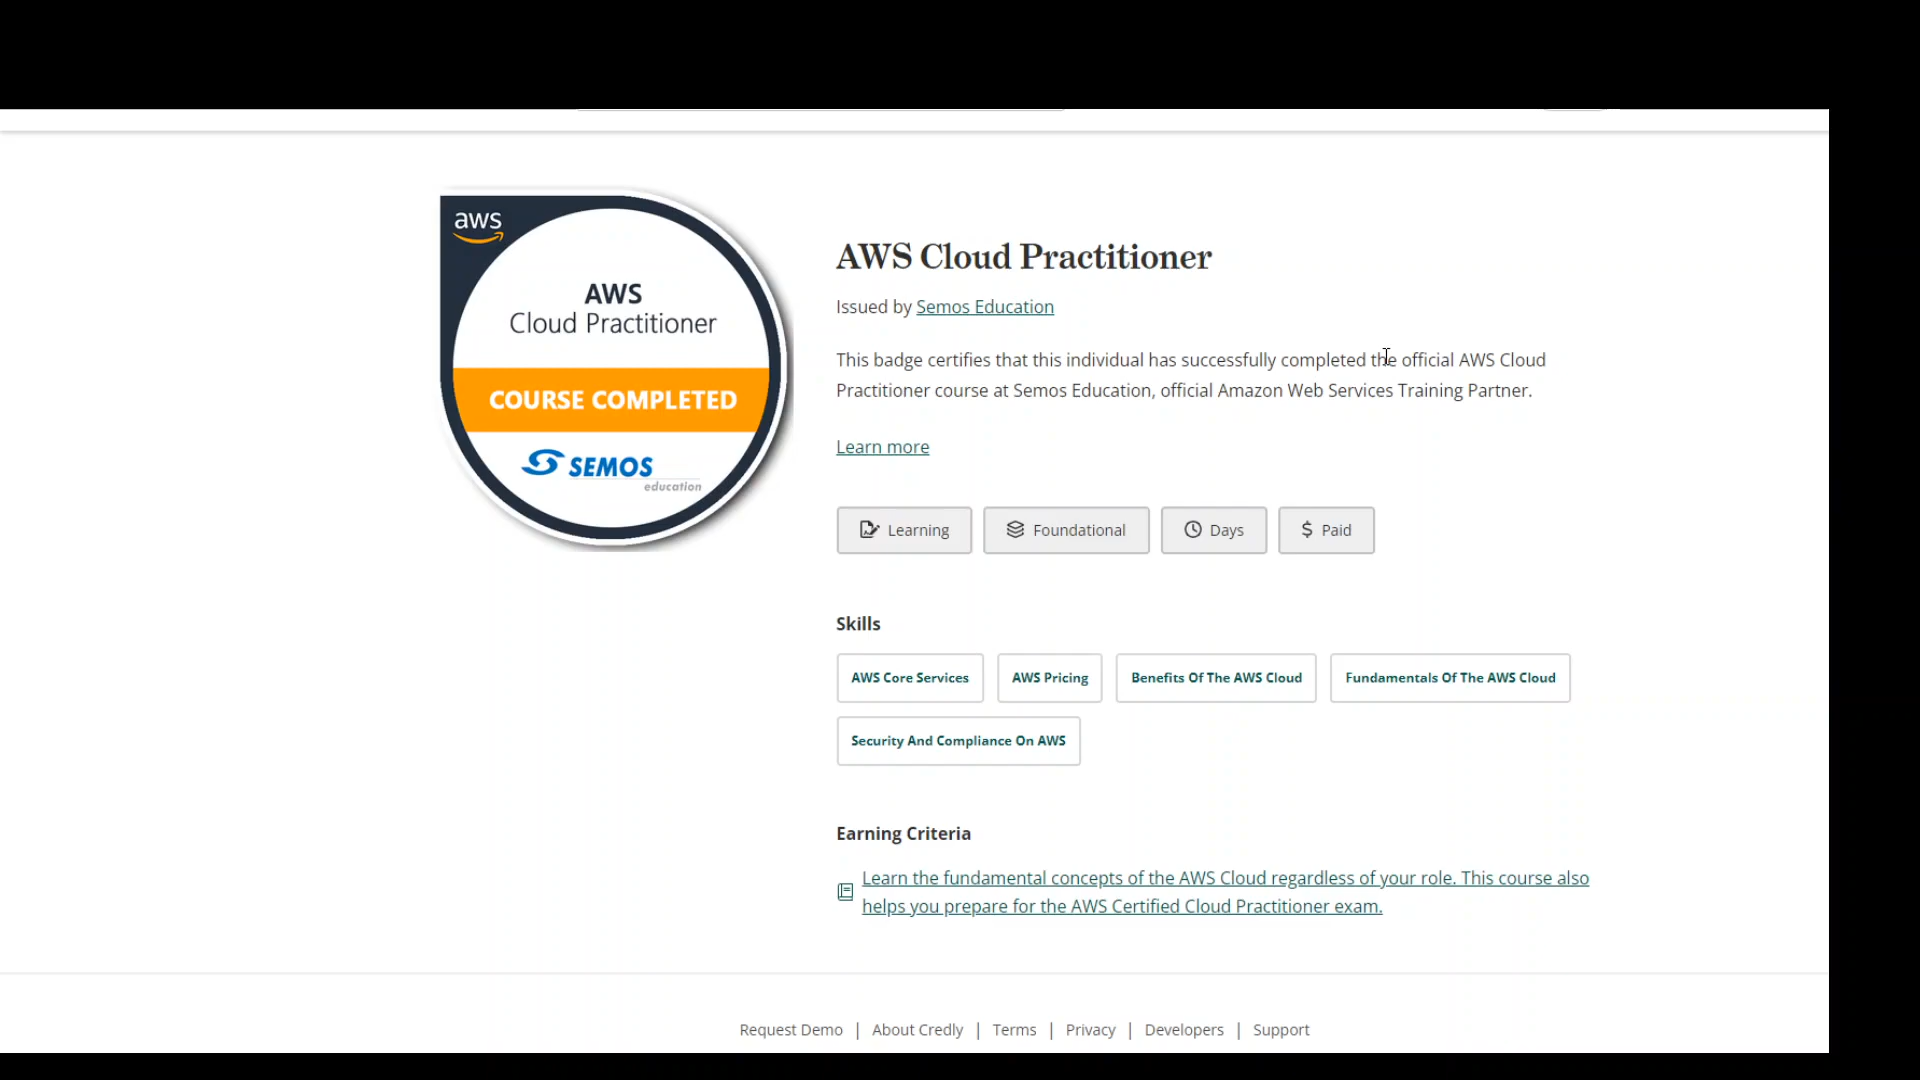 aws
AWS
Cloud Practitioner
COURSE COMPLETED
SEMOS
education
AWS Cloud Practitioner
Issued by Semos Education
This badge certifies that this individual has successfully completed the official AWS Cloud
Practitioner course at Semos Education, official Amazon Web Services Training Partner.
Learn more
Learning
Foundational
Days
$ Paid
Skills
AWS Core Services
AWS Pricing
Benefits Of The AWS Cloud
Fundamentals Of The AWS Cloud
Security And Compliance On AWS
Earning Criteria
Learn the fundamental concepts of the AWS Cloud regardless of your role. This course also
helps you prepare for the AWS Certified Cloud Practitioner exam.
Request Demo | About Credly | Terms | Privacy | Developers | Support